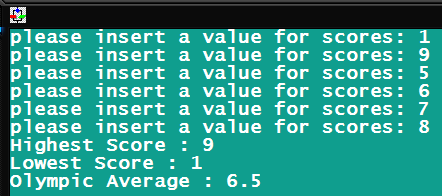 please insert a value for scores: 1
please insert a value for scores: 9
please insert a value for scores: 5
please insert a value for scores: 6
please insert a value for scores: 7
please insert a value for scores: 8
Highest Score : 9
Lowest Score : 1
Olympic Average : 6.5